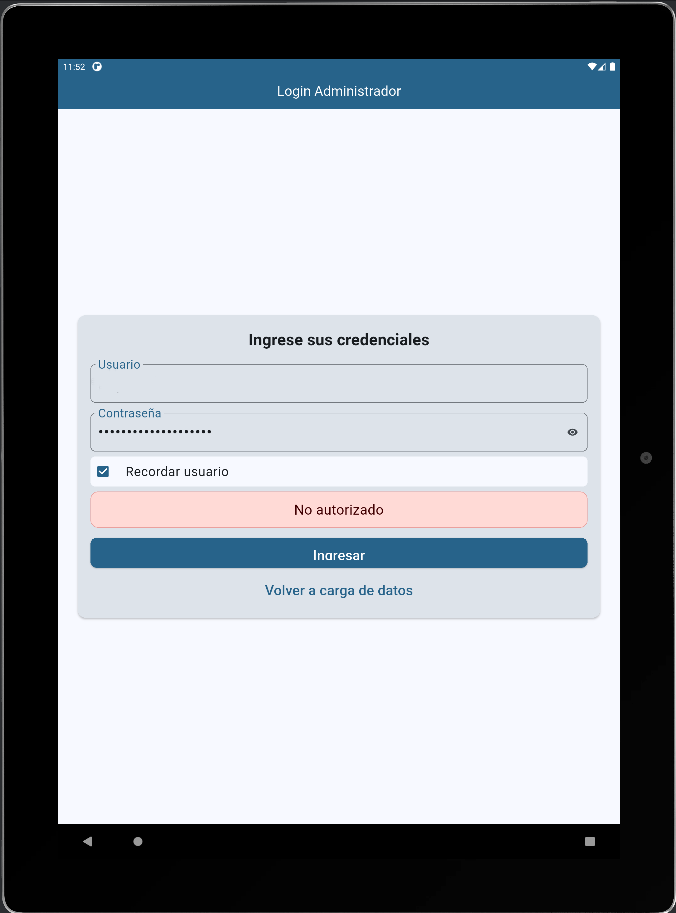 11:52
Login Administrador
Ingrese sus credenciales
Usuario
Contraseña
••••••••••••••••••••
Recordar usuario
No autorizado
Ingresar
Volver a carga de datos